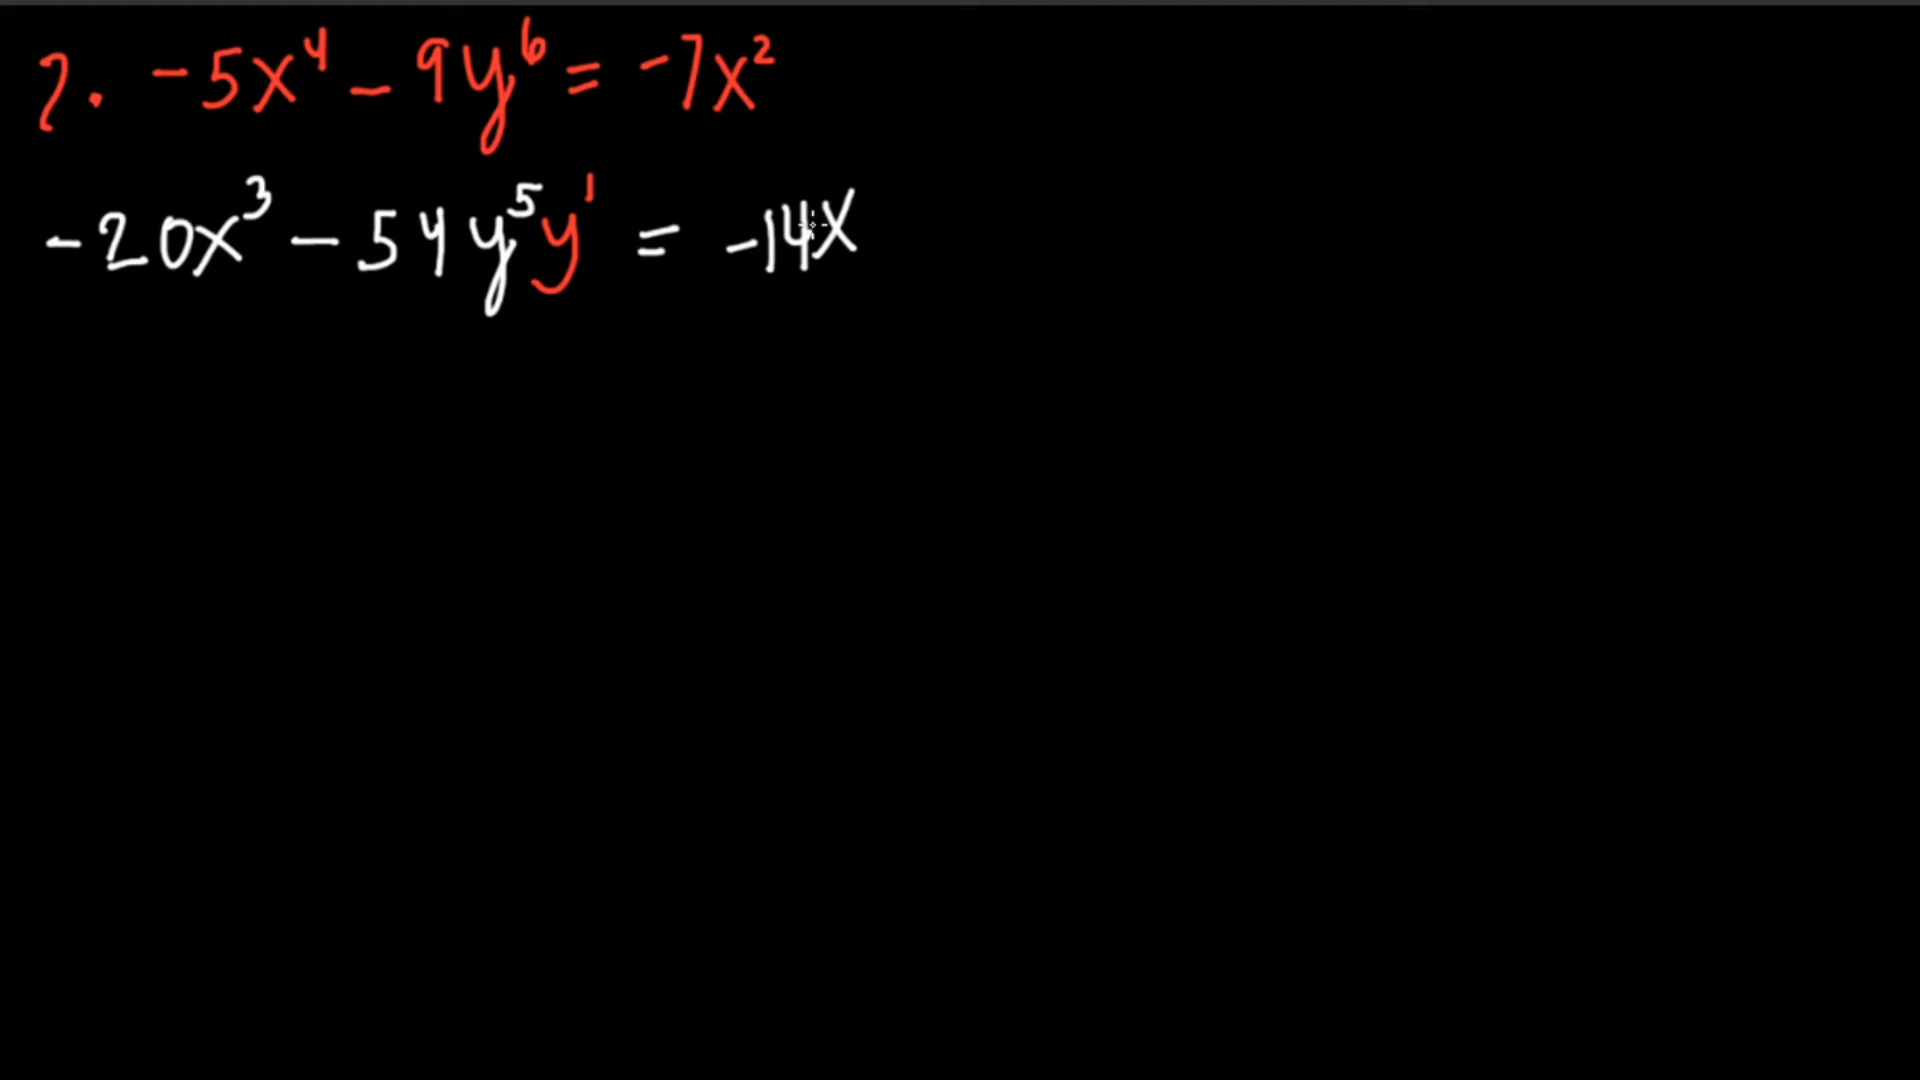 7. -5x⁴ - 9y⁶ = -7x²
-20x³ - 54y⁵y' = -14x